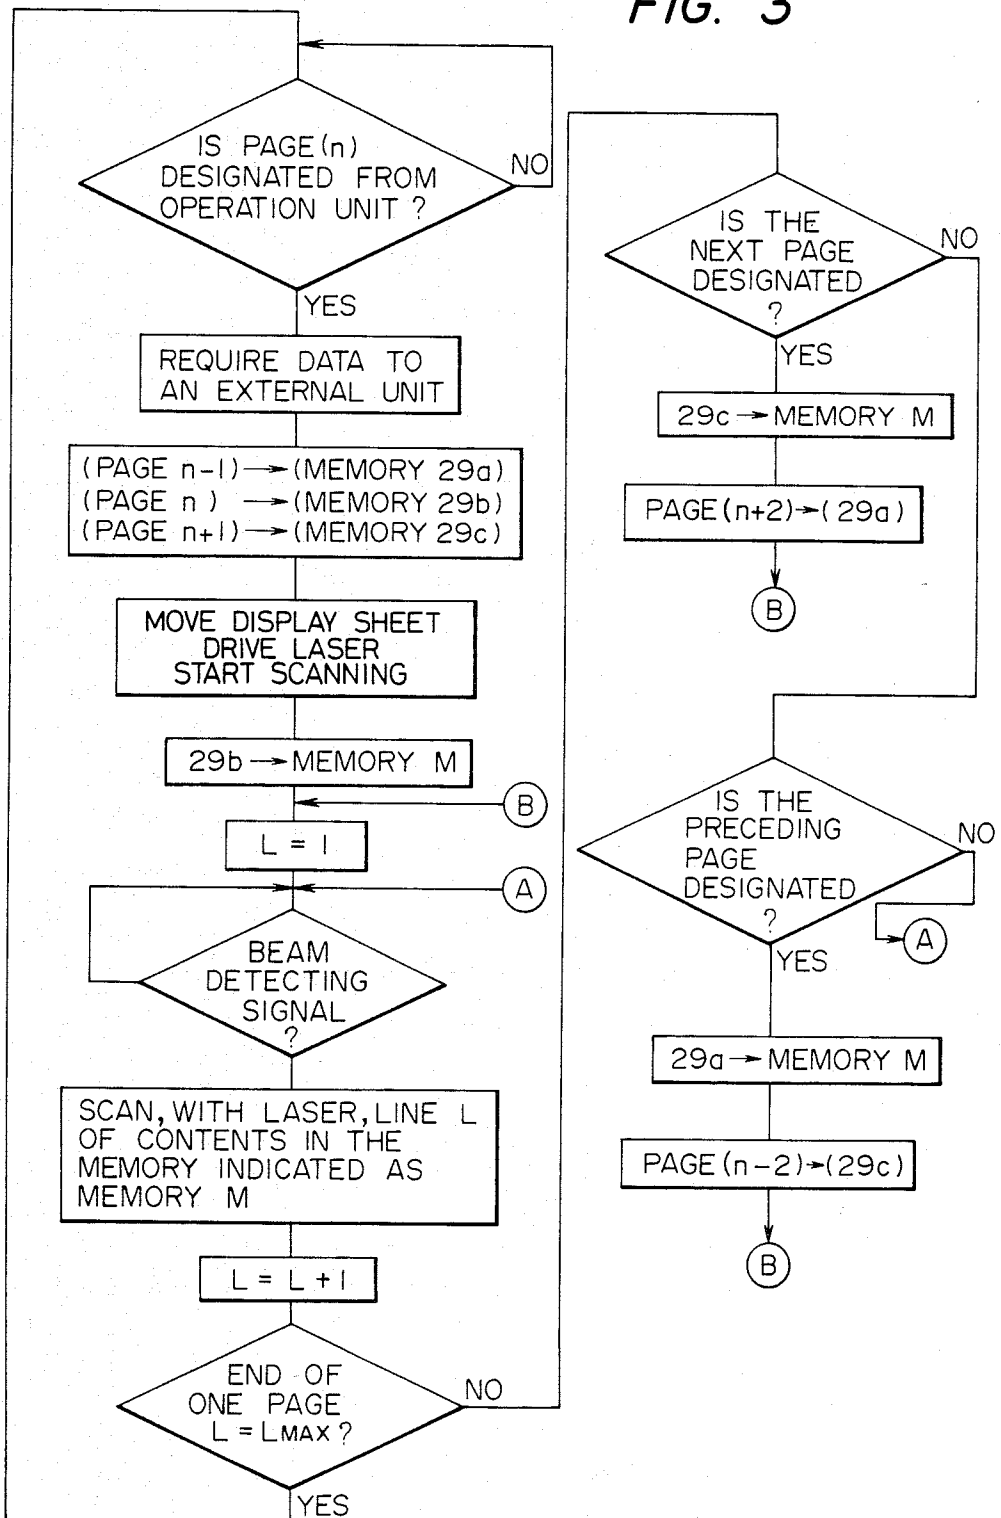 FIG. 3
IS PAGE(n)
DESIGNATED FROM
OPERATION UNIT ?
NO
YES
REQUIRE DATA TO
AN EXTERNAL UNIT
(PAGE n-1)→(MEMORY 29a)
(PAGE n )→(MEMORY 29b)
(PAGE n+1)→(MEMORY 29c)
MOVE DISPLAY SHEET
DRIVE LASER
START SCANNING
29b→MEMORY M
B
L = 1
A
BEAM
DETECTING
SIGNAL
?
SCAN, WITH LASER, LINE L
OF CONTENTS IN THE
MEMORY INDICATED AS
MEMORY M
L = L + 1
END OF
ONE PAGE
L = LMAX ?
NO
YES
IS THE
NEXT PAGE
DESIGNATED
?
NO
YES
29c→MEMORY M
PAGE(n+2)→(29a)
B
IS THE
PRECEDING
PAGE
DESIGNATED
?
NO
A
YES
29a→MEMORY M
PAGE(n-2)→(29c)
B